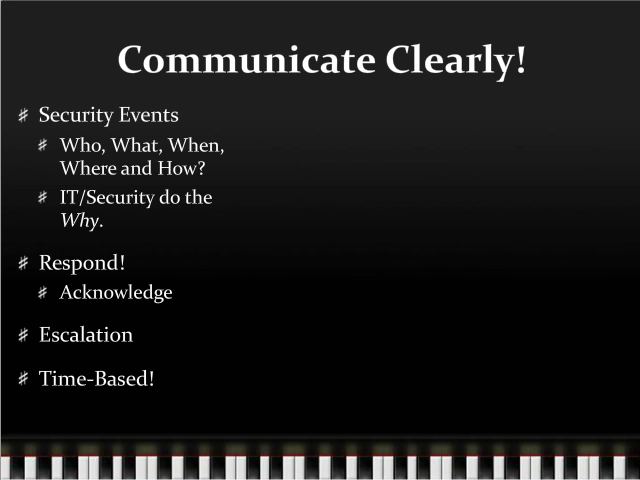 Communicate Clearly!
Security Events
Who, What, When,
Where and How?
IT/Security do the
Why.
Respond!
Acknowledge
Escalation
Time-Based!